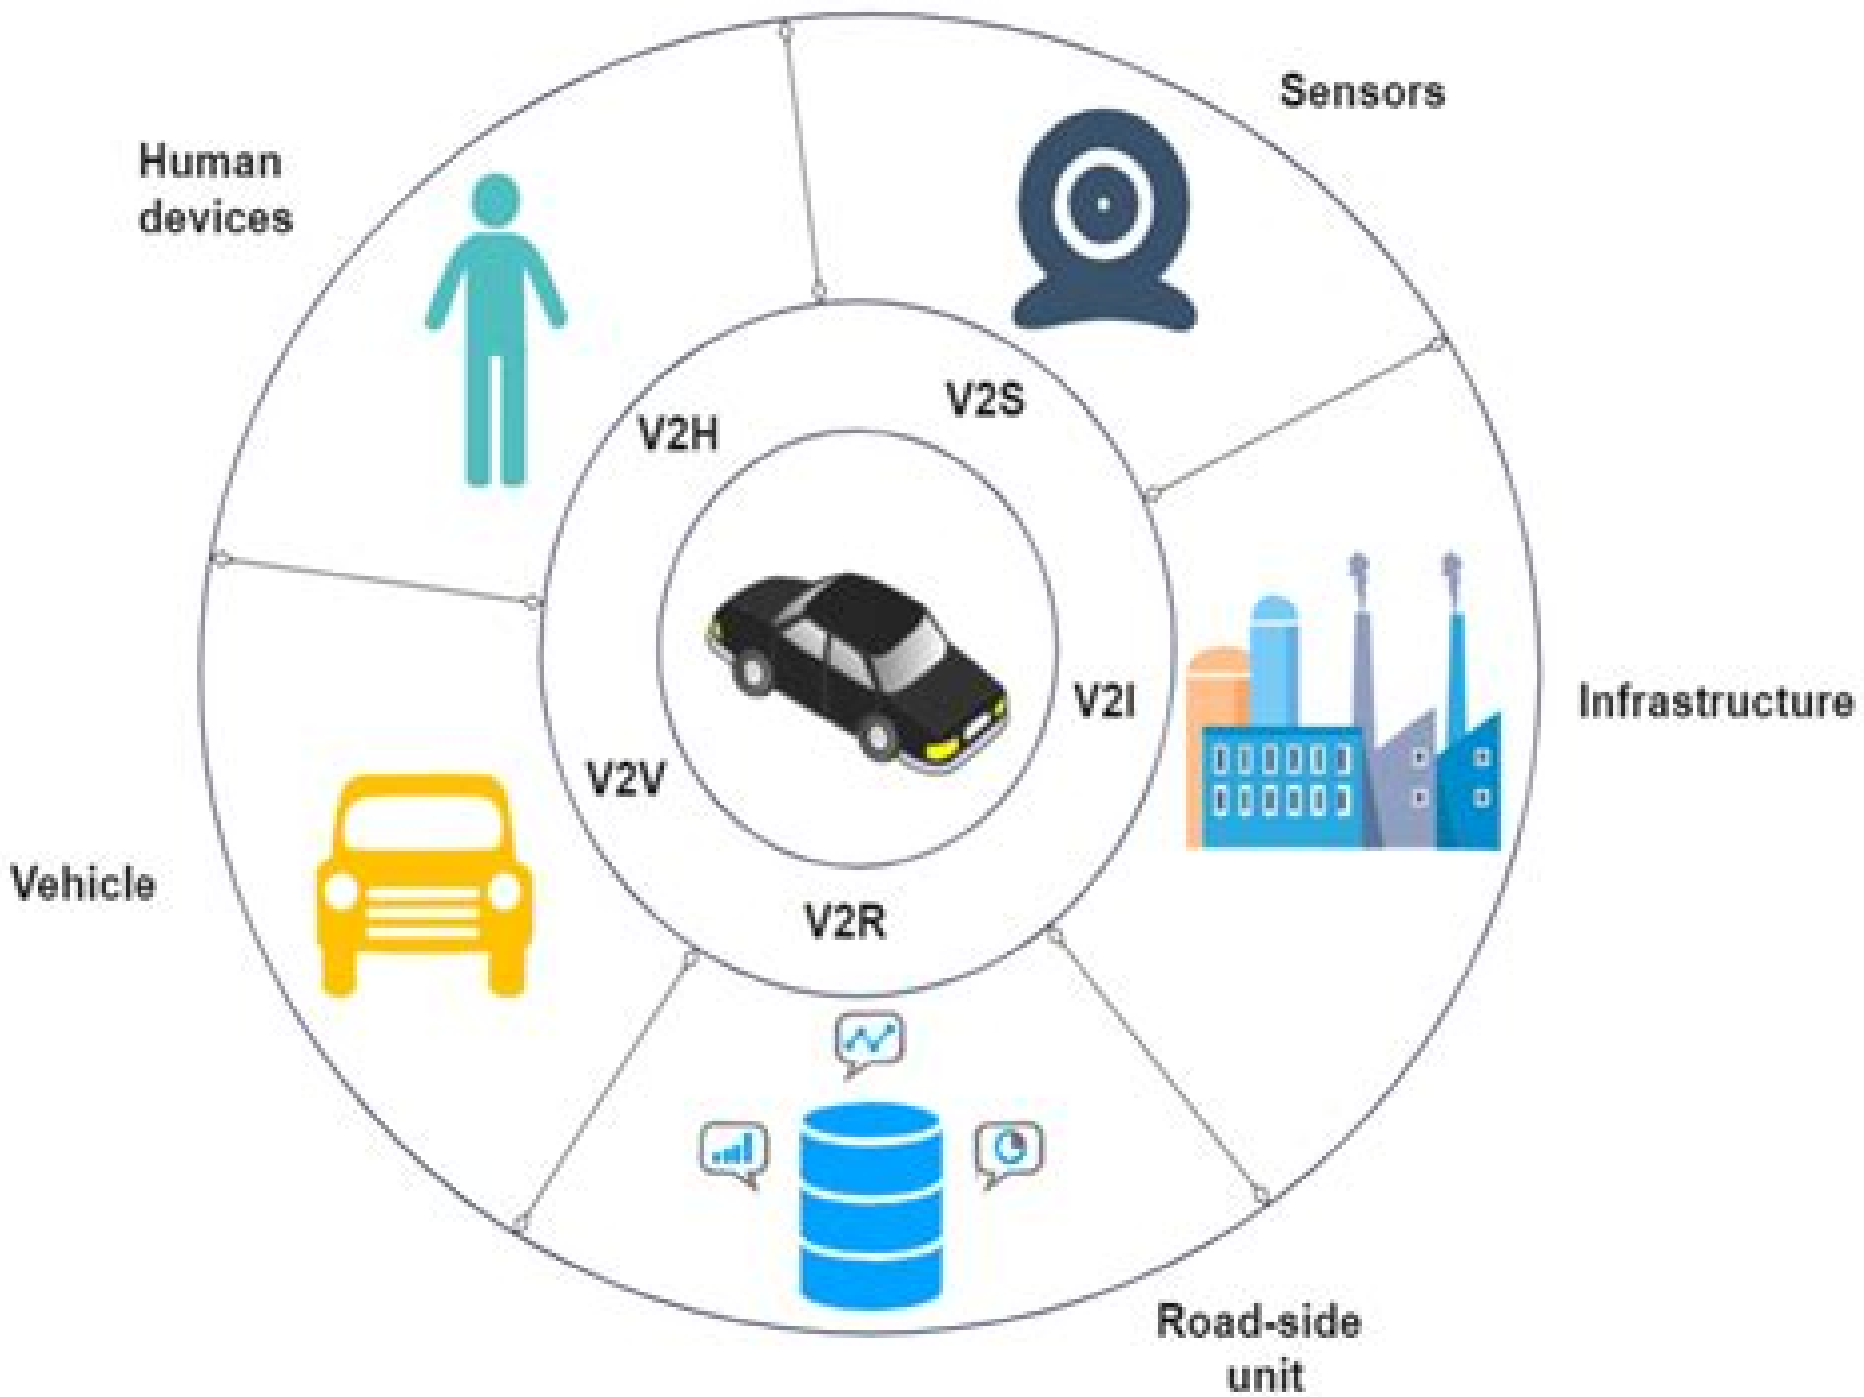 Sensors
Human
devices
V2S
V2H
V2I
Infrastructure
V2V
Vehicle
V2R
Road-side
unit